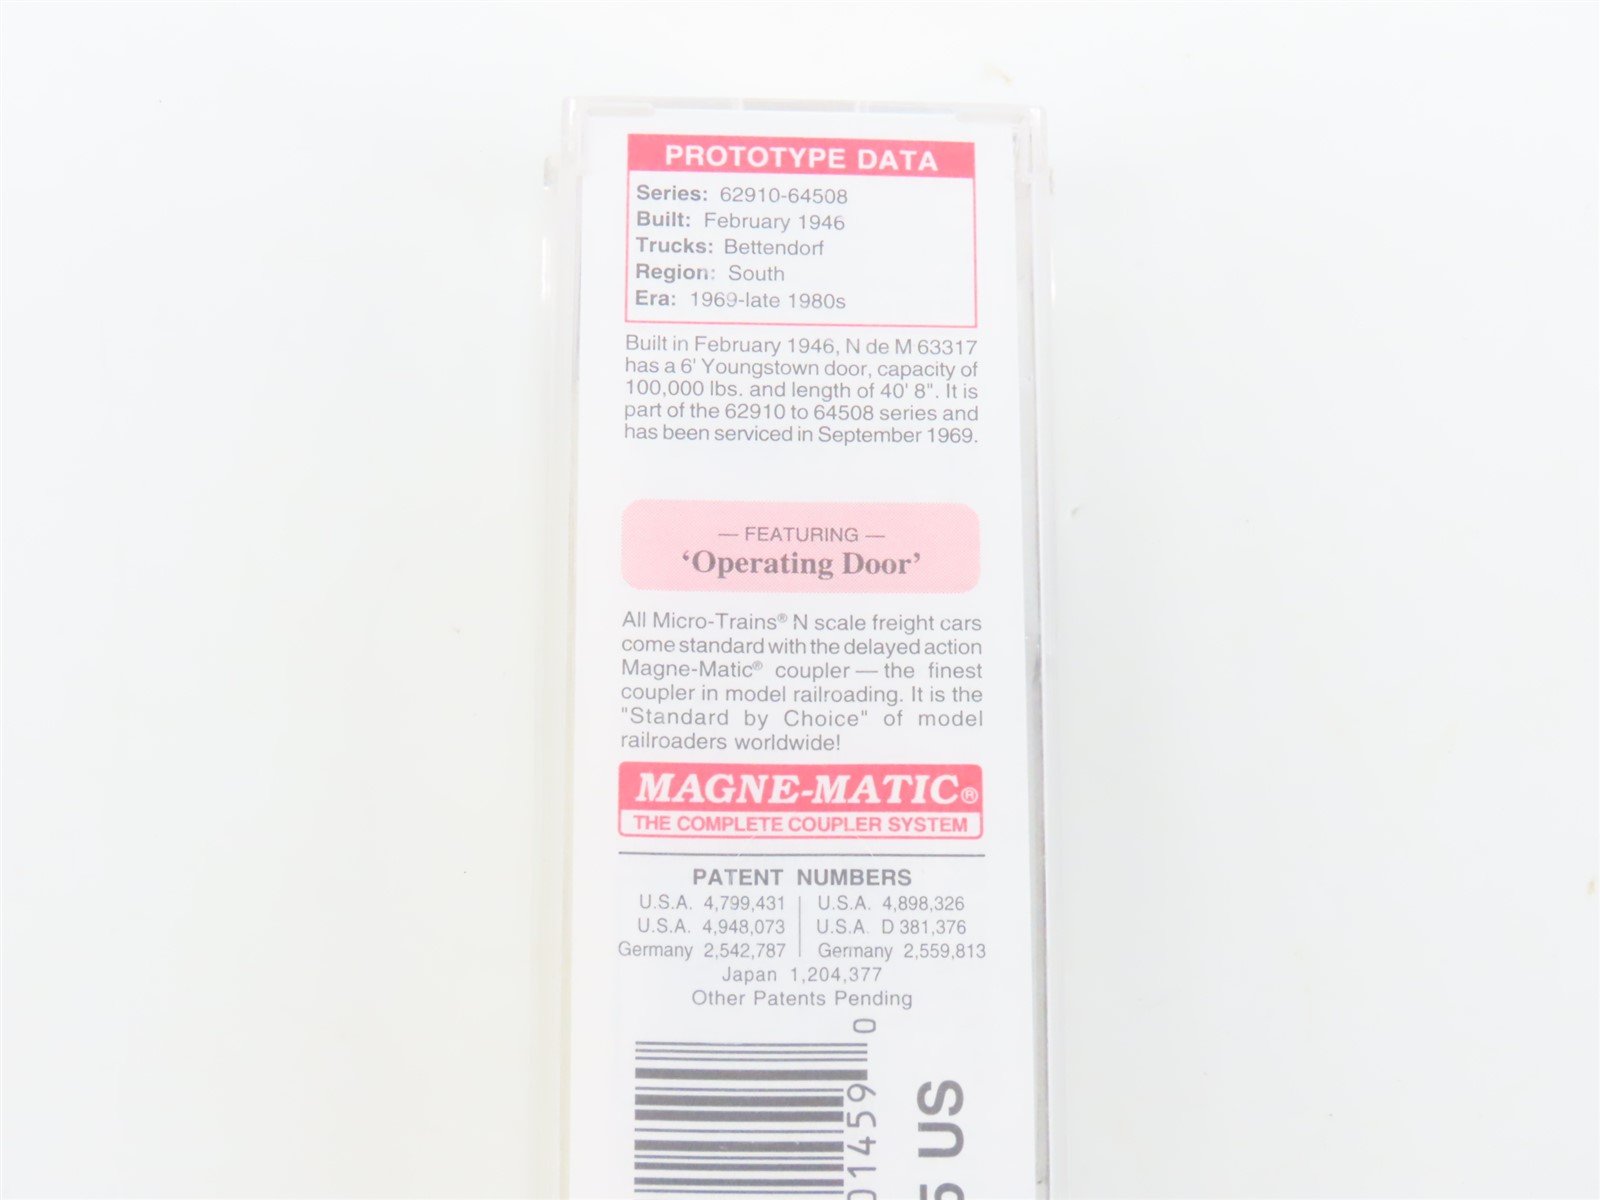 PROTOTYPE DATA
Series: 62910-64508
Built: February 1946
Trucks: Bettendorf
Region: South
Era: 1969-late 1980s
Built in February 1946, N de M 63317
has a 6' Youngstown door, capacity of
100,000 lbs. and length of 40' 8". It is
part of the 62910 to 64508 series and
has been serviced in September 1969.
— FEATURING —
‘Operating Door’
All Micro-Trains® N scale freight cars
come standard with the delayed action
Magne-Matic® coupler — the finest
coupler in model railroading. It is the
"Standard by Choice" of model
railroaders worldwide!
MAGNE-MATIC®
THE COMPLETE COUPLER SYSTEM
PATENT NUMBERS
U.S.A. 4,799,431 | U.S.A. 4,898,326
U.S.A. 4,948,073 | U.S.A. D 381,376
Germany 2,542,787 | Germany 2,559,813
Japan 1,204,377
Other Patents Pending
01459 0
US